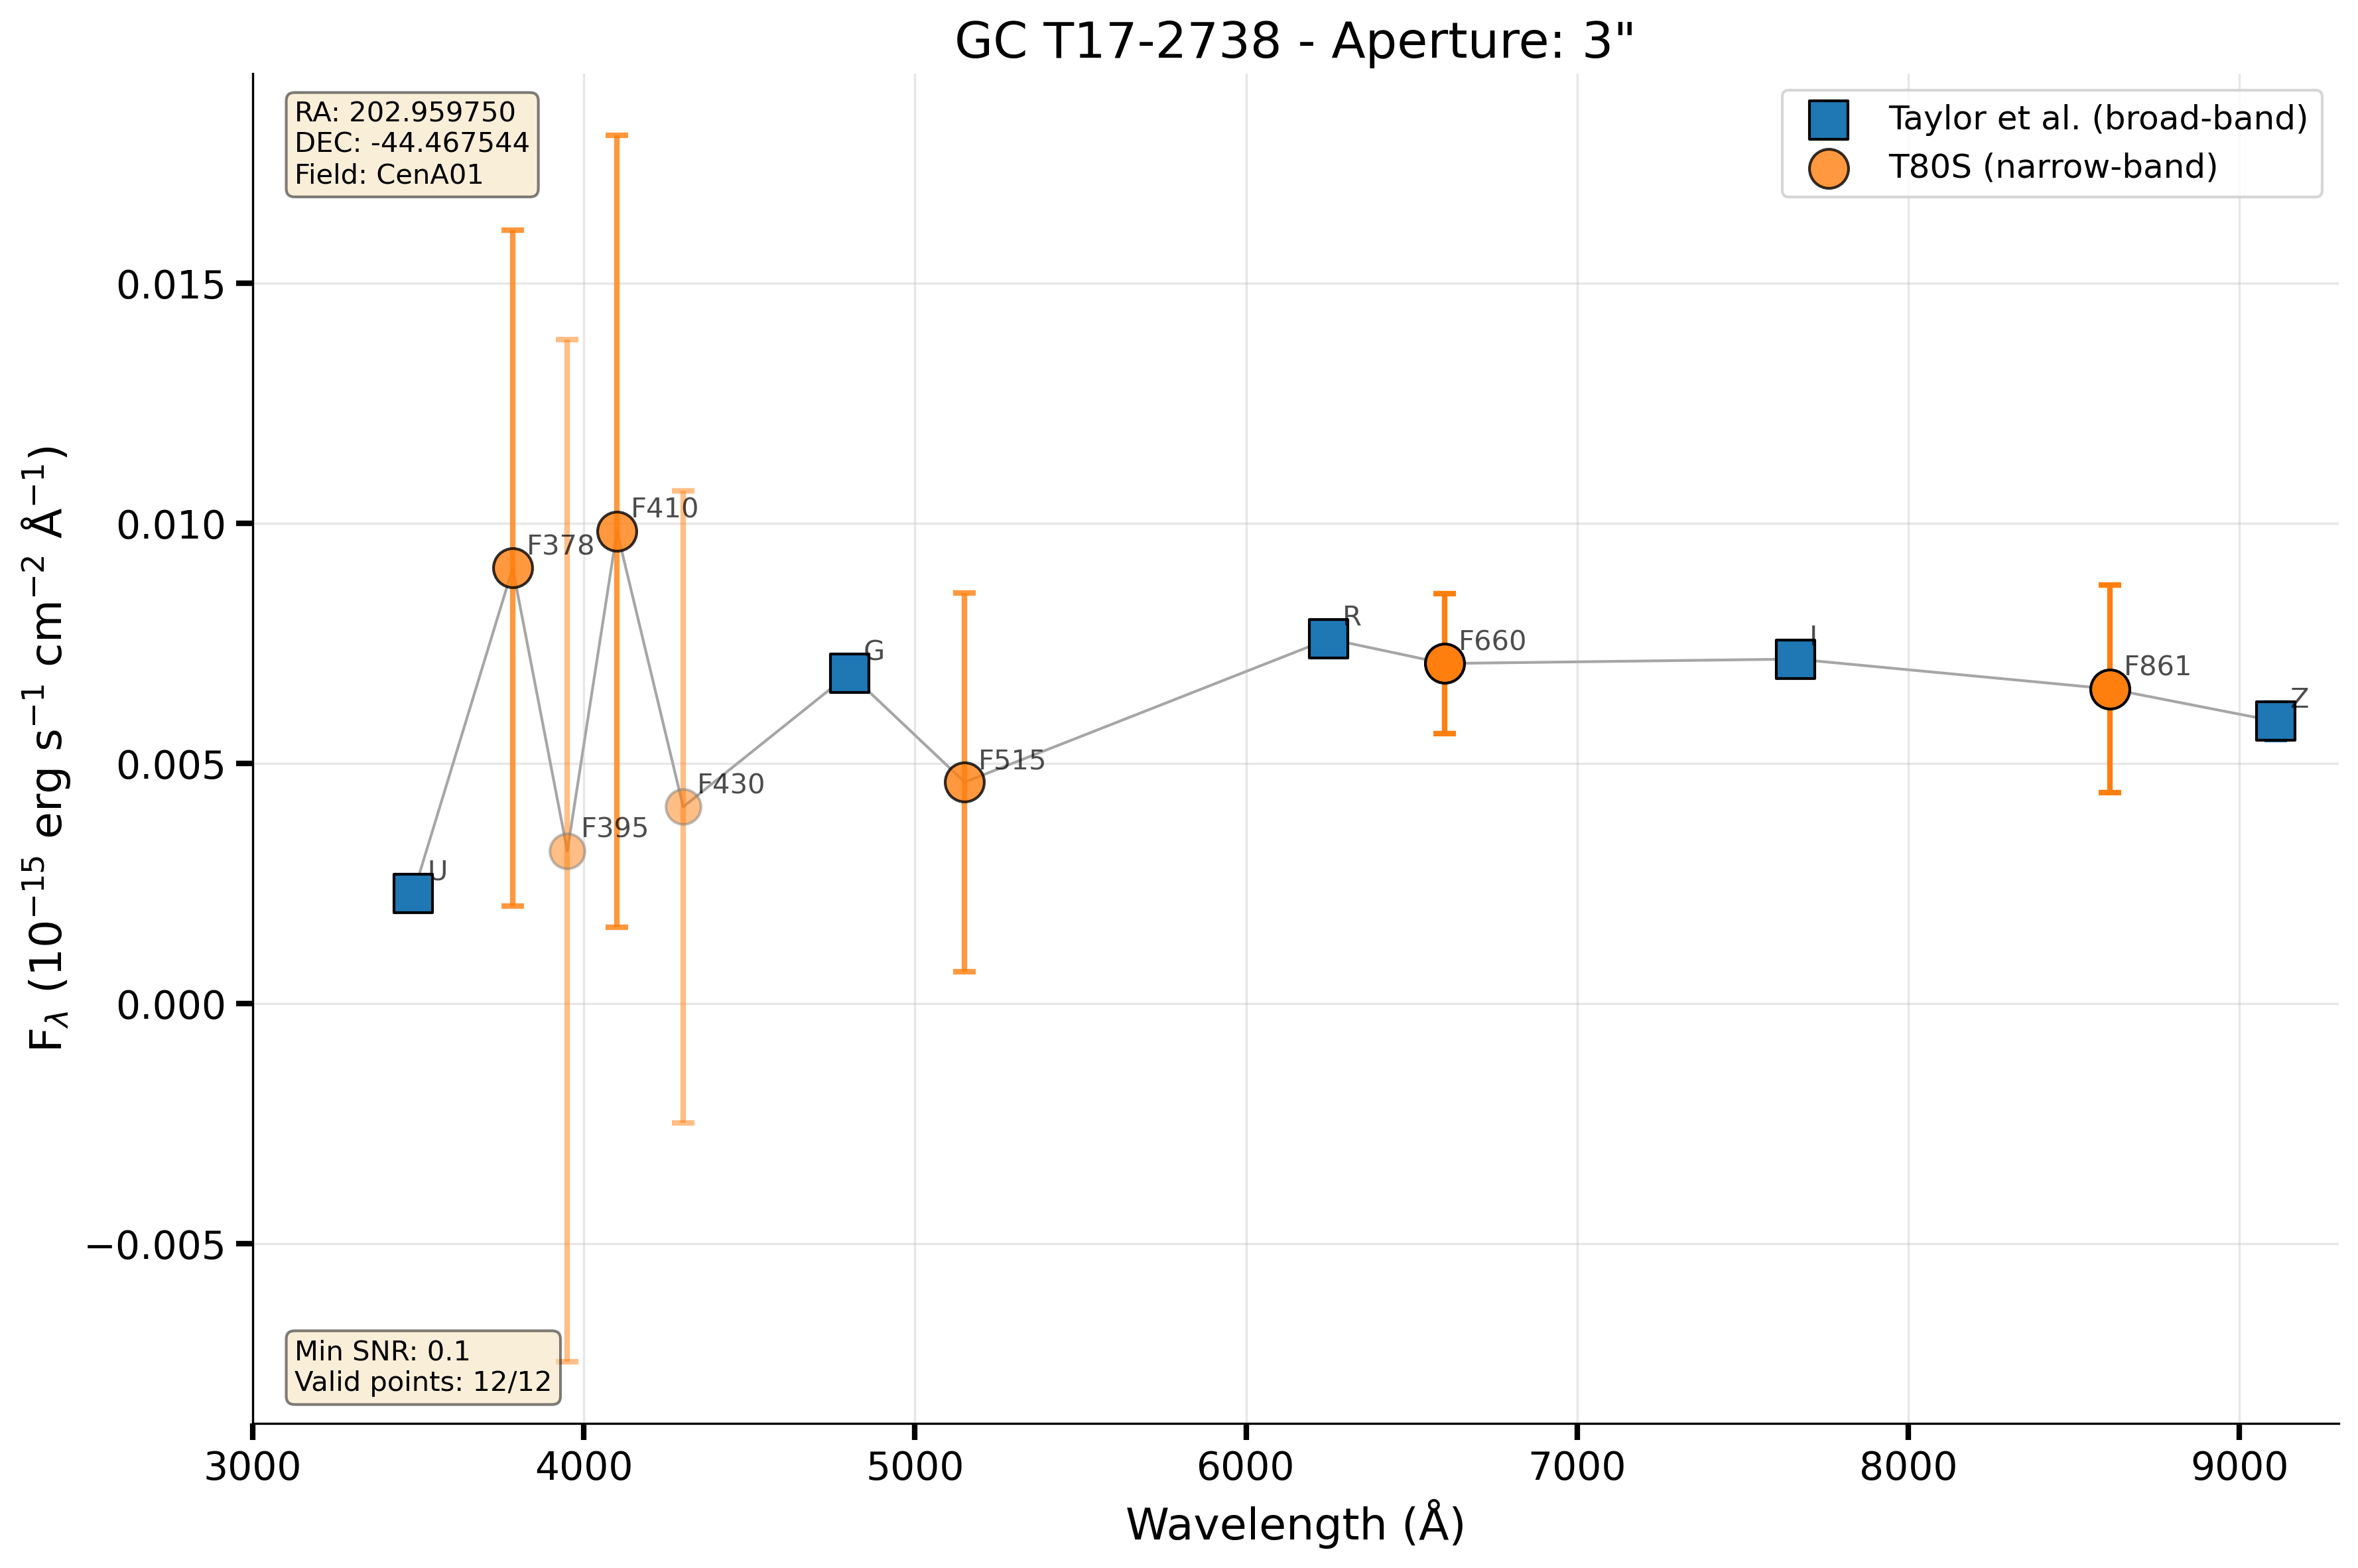 GC T17-2738 - Aperture: 3"
RA: 202.959750
DEC: -44.467544
Field: CenA01
Taylor et al. (broad-band)
T80S (narrow-band)
0.015
0.010
0.005
0.000
−0.005
F410
F378
R
G
F660
I
F861
Z
F515
F430
F395
U
Min SNR: 0.1
Valid points: 12/12
3000
4000
5000
6000
7000
8000
9000
Wavelength (Å)
Fλ (10⁻¹⁵ erg s⁻¹ cm⁻² Å⁻¹)